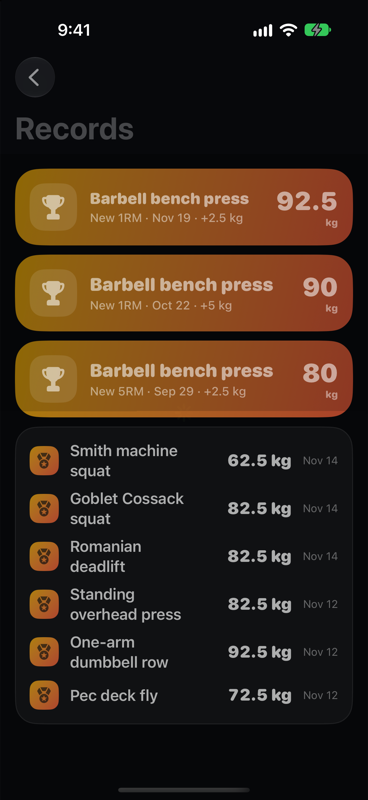 9:41
Records
Barbell bench press
New 1RM · Nov 19 · +2.5 kg
92.5
kg
Barbell bench press
New 1RM · Oct 22 · +5 kg
90
kg
Barbell bench press
New 5RM · Sep 29 · +2.5 kg
80
kg
Smith machine
squat
62.5 kg
Nov 14
Goblet Cossack
squat
82.5 kg
Nov 14
Romanian
deadlift
82.5 kg
Nov 14
Standing
overhead press
82.5 kg
Nov 12
One-arm
dumbbell row
92.5 kg
Nov 12
Pec deck fly
72.5 kg
Nov 12